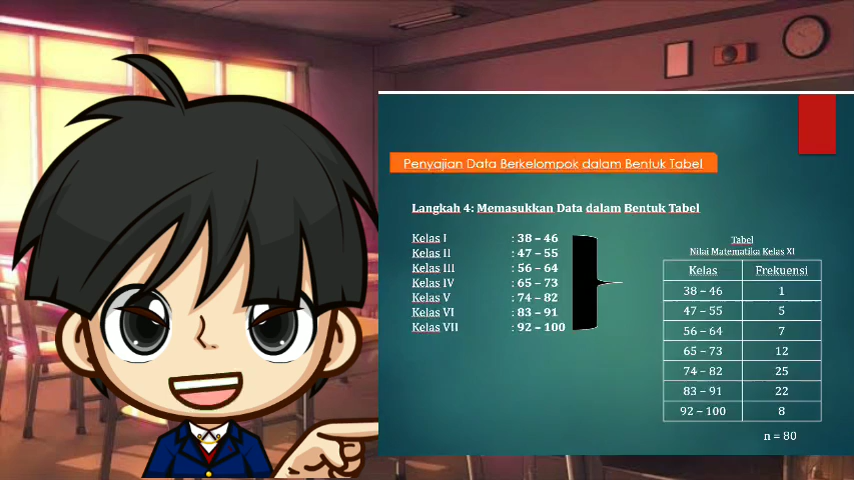 Penyajian Data Berkelompok dalam Bentuk Tabel
Langkah 4: Memasukkan Data dalam Bentuk Tabel
Kelas I : 38 – 46
Kelas II : 47 – 55
Kelas III : 56 – 64
Kelas IV : 65 – 73
Kelas V : 74 – 82
Kelas VI : 83 – 91
Kelas VII : 92 – 100
Tabel
Nilai Matematika Kelas XI
Kelas Frekuensi
38 – 46 1
47 – 55 5
56 – 64 7
65 – 73 12
74 – 82 25
83 – 91 22
92 – 100 8
n = 80